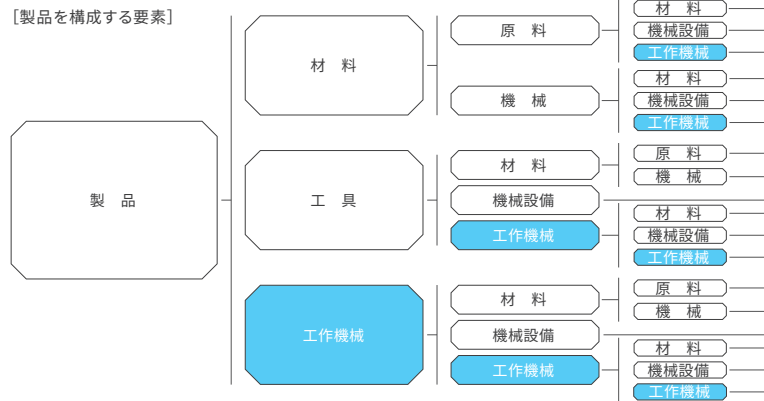 [製品を構成する要素]
製 品
材 料
工 具
工作機械
原 料
機 械
材 料
機械設備
工作機械
材 料
機械設備
工作機械
材 料
機械設備
工作機械
材 料
機械設備
工作機械
原 料
機 械
材 料
機械設備
工作機械
原 料
機 械
材 料
機械設備
工作機械